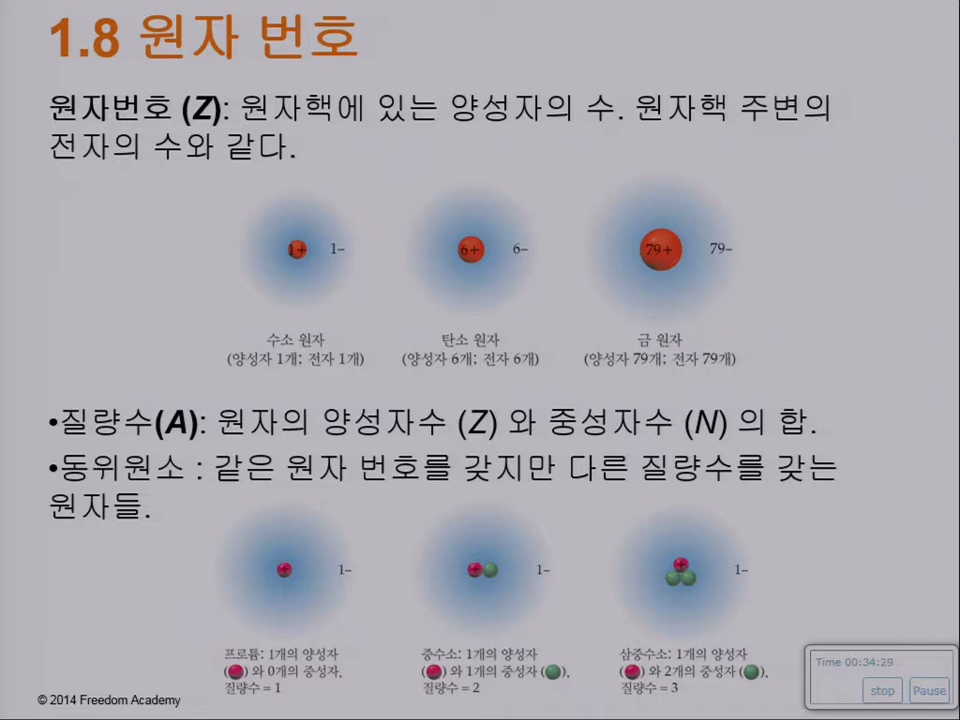 1.8 원자 번호
원자번호 (Z): 원자핵에 있는 양성자의 수. 원자핵 주변의
전자의 수와 같다.
1+ 1– 6+ 6– 79+ 79–
수소 원자 탄소 원자 금 원자
(양성자 1개; 전자 1개) (양성자 6개; 전자 6개) (양성자 79개; 전자 79개)
•질량수(A): 원자의 양성자수 (Z) 와 중성자수 (N) 의 합.
•동위원소 : 같은 원자 번호를 갖지만 다른 질량수를 갖는
원자들.
+ 1– + 1– + 1–
프로튬: 1개의 양성자
(+) 와 0개의 중성자.
질량수 = 1
중수소: 1개의 양성자
(+) 와 1개의 중성자 ( ).
질량수 = 2
삼중수소: 1개의 양성자
(+) 와 2개의 중성자 ( ).
질량수 = 3
Time 00:34:29
stop Pause
© 2014 Freedom Academy